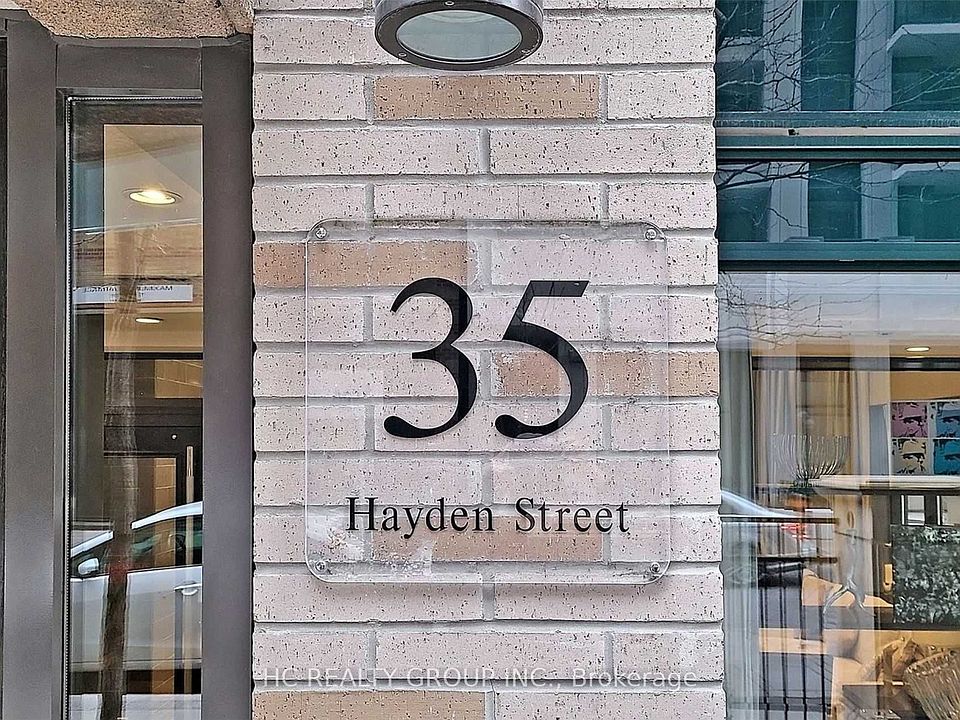 35
Hayden Street
HC REALTY GROUP INC., Brokerage